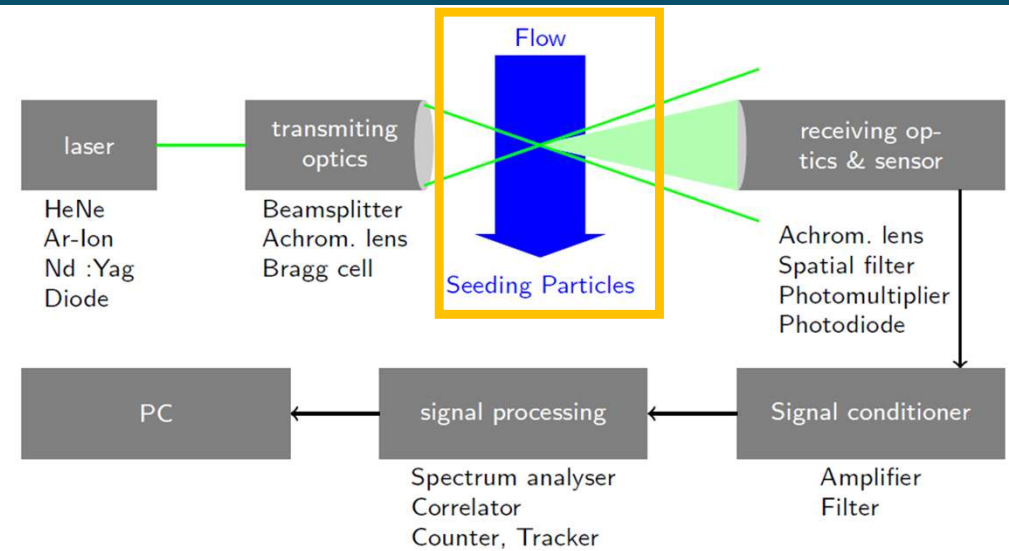 Flow
laser
transmiting
optics
receiving op-
tics & sensor
HeNe
Ar-Ion
Nd :Yag
Diode
Beamsplitter
Achrom. lens
Bragg cell
Seeding Particles
Achrom. lens
Spatial filter
Photomultiplier
Photodiode
PC
signal processing
Signal conditioner
Spectrum analyser
Correlator
Counter, Tracker
Amplifier
Filter